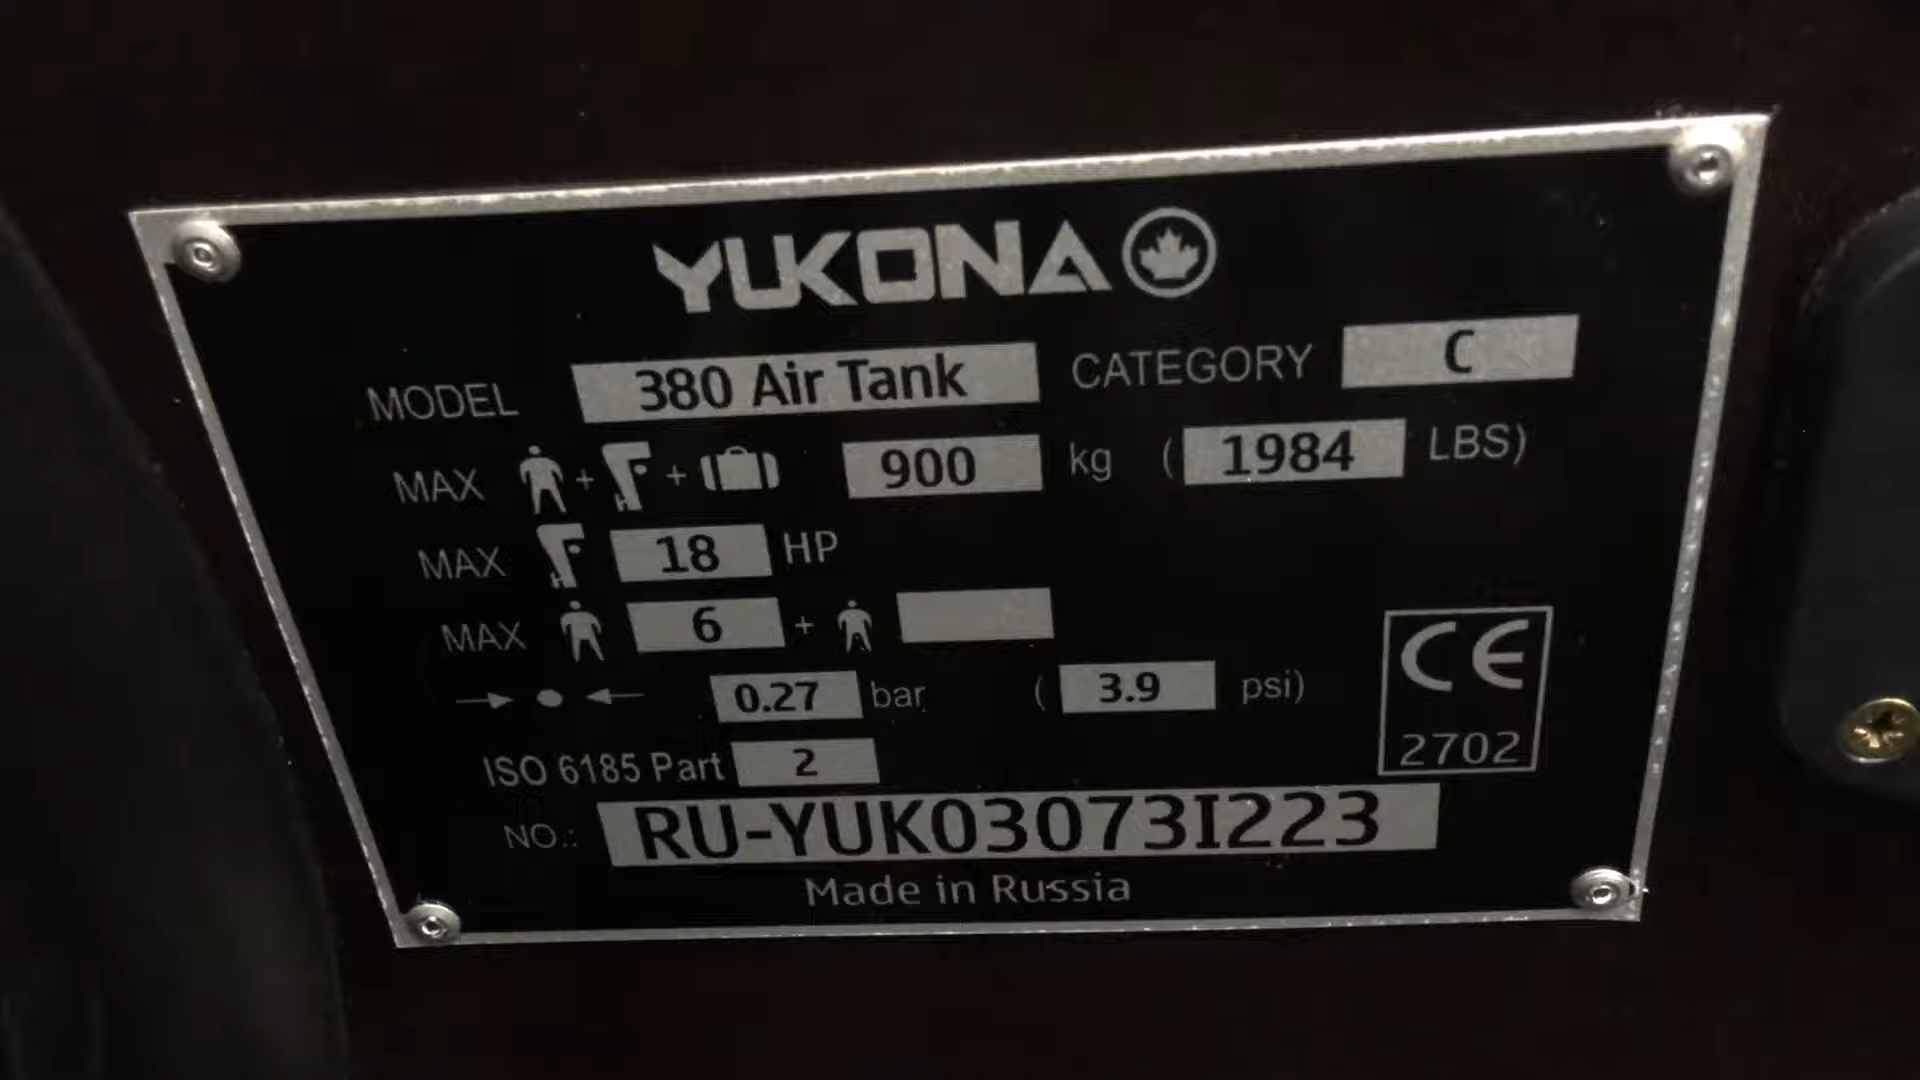 YUKONA
MODEL 380 Air Tank CATEGORY C
MAX + + 900 kg (1984 LBS)
MAX 18 HP
MAX 6 +
0.27 bar (3.9 psi)
ISO 6185 Part 2
CE
2702
NO.: RU-YUK03073I223
Made in Russia